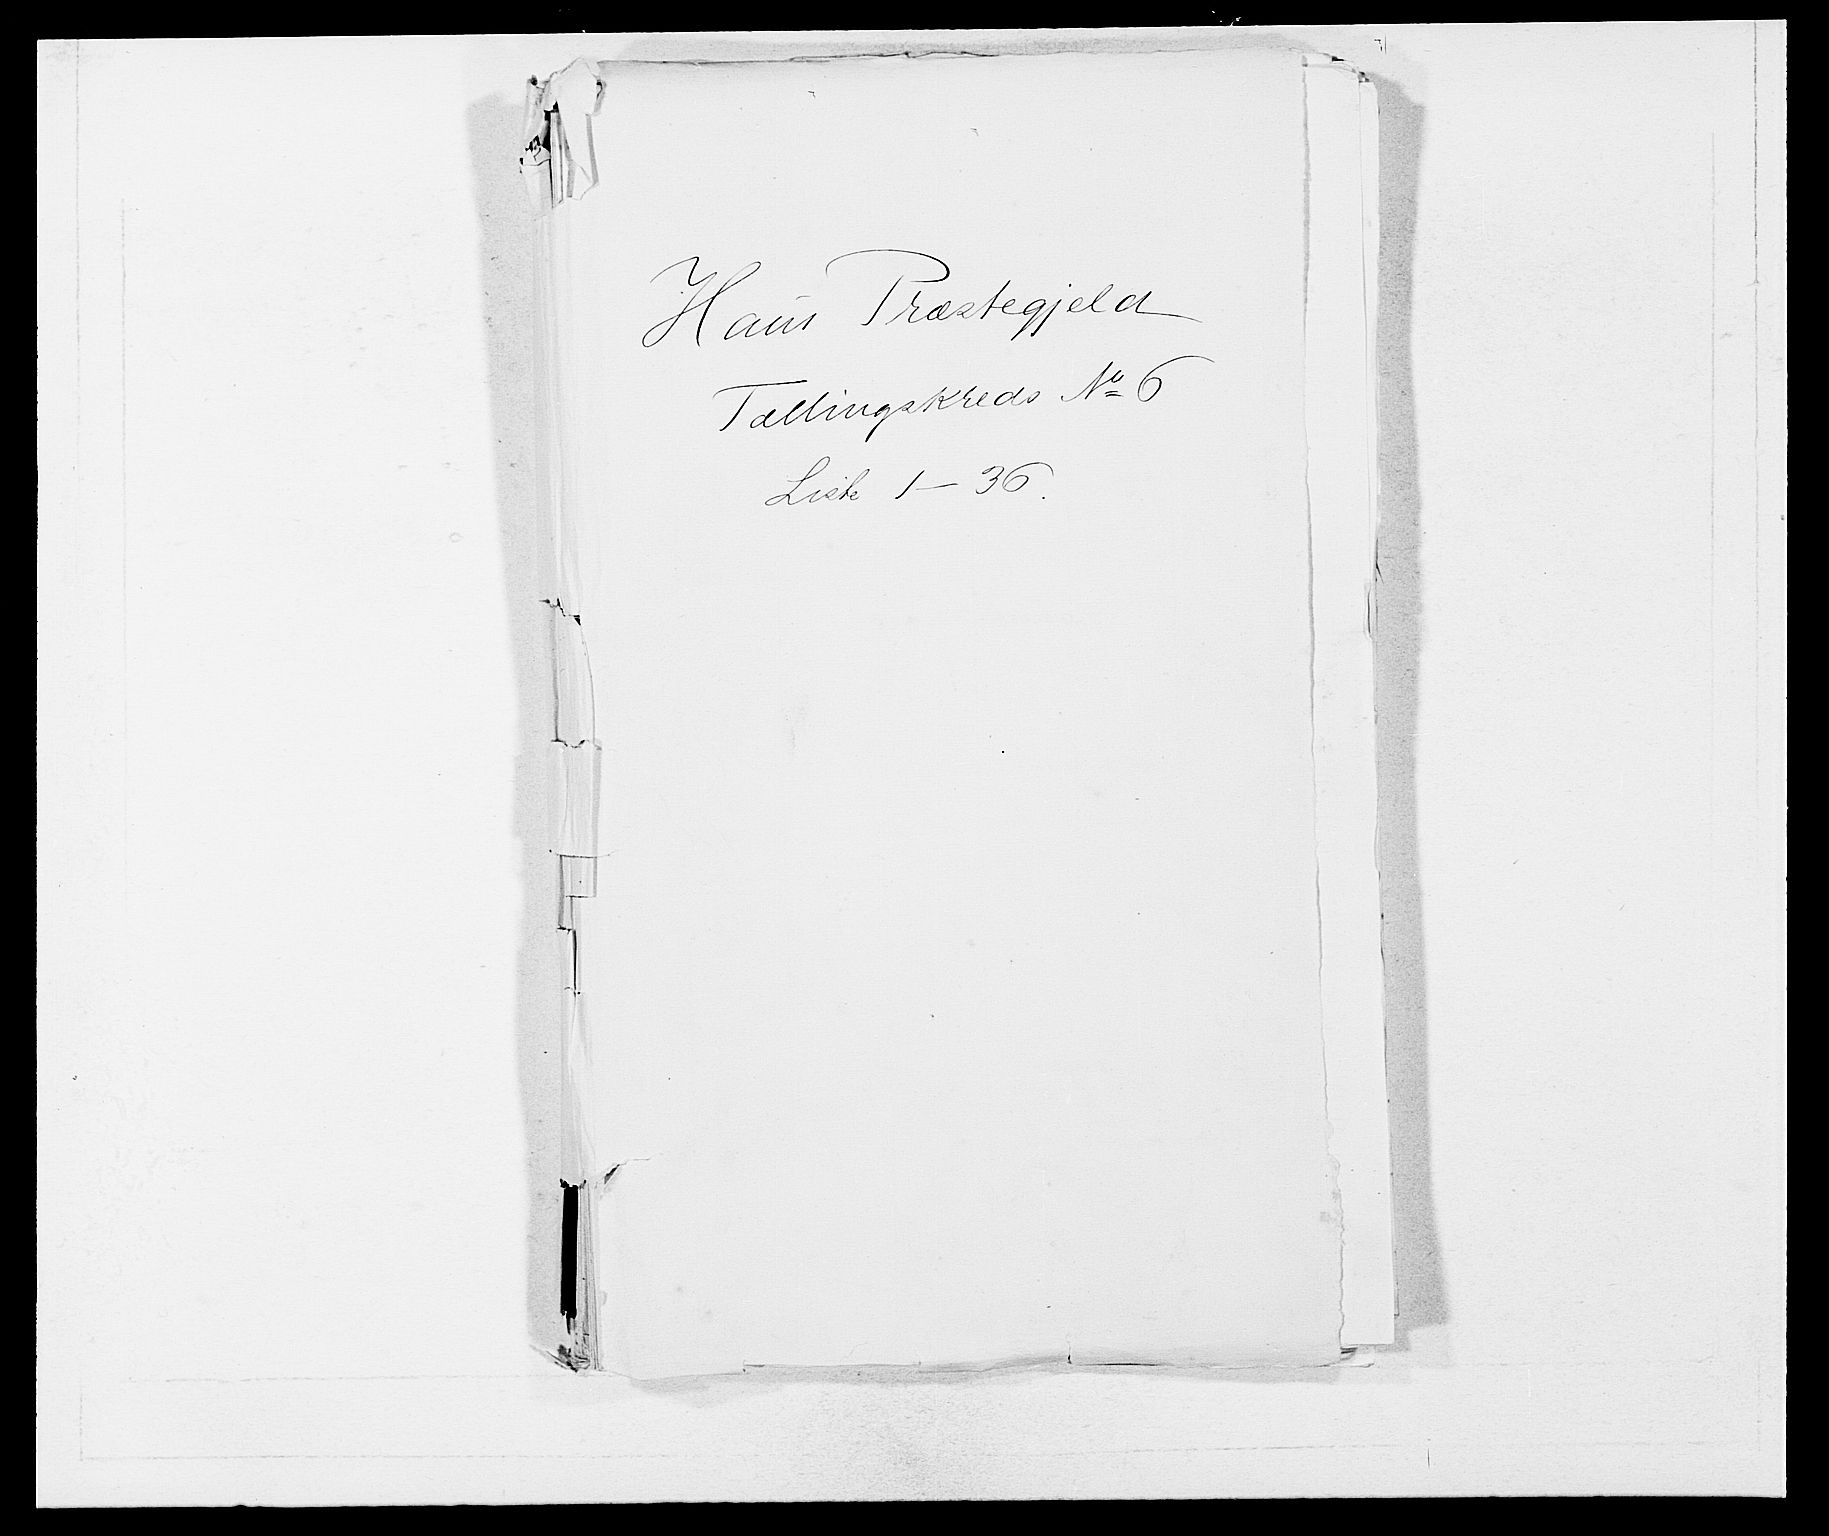 Haus Præstegjeld
Tællingskreds No 6
Liste 1 – 36.